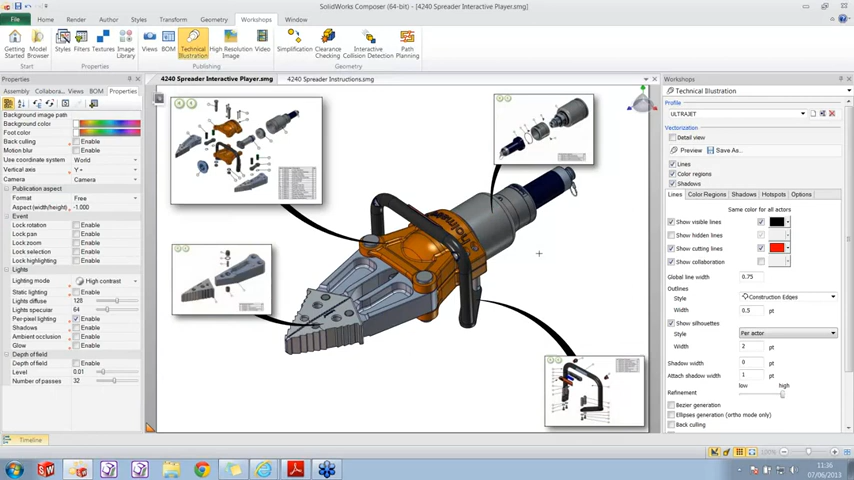 SolidWorks Composer (64-bit) - [4240 Spreader Interactive Player.smg]
File Home Render Author Styles Transform Geometry Workshops Window
Getting Started Model Browser Styles Filters Textures Image Library Views BOM Technical Illustration High Resolution Image Video Simplification Clearance Checking Interactive Collision Detection Path Planning
Start Properties Publishing Geometry
Properties
Assembly Collabora... Views BOM Properties
Background image path
Background color Enable
Foot color Enable
Back culling Enable
Motion blur Enable
Use coordinate system World
Vertical axis Y+
Camera Camera
Publication aspect
Format Free
Aspect (width/height) -1.000
Event
Lock rotation Enable
Lock pan Enable
Lock zoom Enable
Lock selection Enable
Lock highlighting Enable
Lights
Lighting mode High contrast
Static lighting Enable
Lights diffuse 128
Lights specular 64
Per-pixel lighting Enable
Shadows Enable
Ambient occlusion Enable
Glow Enable
Depth of field
Depth of field Enable
Level 0.01
Number of passes 32
Timeline
4240 Spreader Interactive Player.smg 4240 Spreader Instructions.smg
holmatro
Workshops
Technical Illustration
Profile
ULTRAJET
Vectorization
Detail view
Preview Save As...
Lines
Color regions
Shadows
Lines Color Regions Shadows Hotspots Options
Same color for all actors
Show visible lines
Show hidden lines
Show cutting lines
Show collaboration
Global line width 0.75
Outlines
Style Construction Edges
Width 0.5 pt
Show silhouettes
Style Per actor
Width 2 pt
Shadow width 0 pt
Attach shadow width 1 pt
Refinement low high
Bezier generation
Ellipses generation (ortho mode only)
Back culling
100%
11:36
07/06/2013